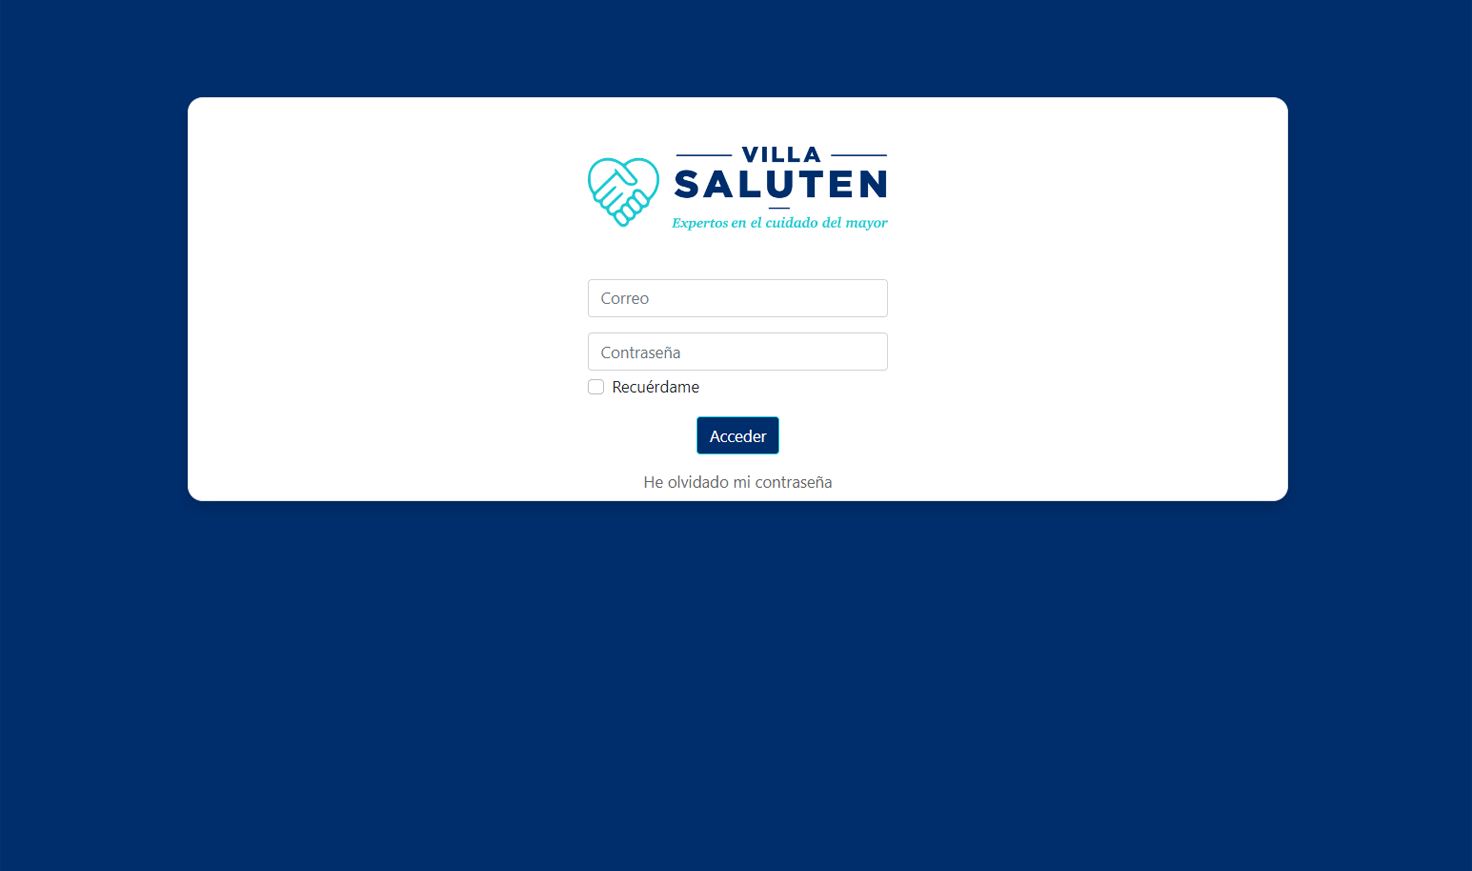 VILLA
SALUTEN
Expertos en el cuidado del mayor
Correo
Contraseña
Recuérdame
Acceder
He olvidado mi contraseña